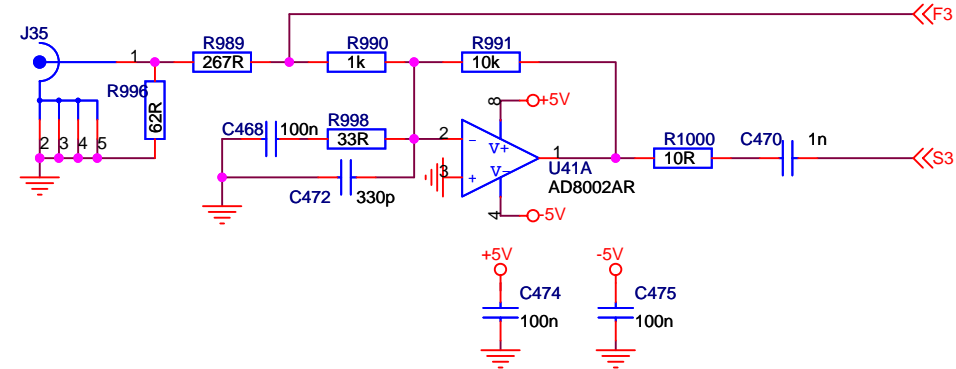 F3
J35
1
R989
267R
R990
1k
R991
10k
R996
62R
2 3 4 5
C468
100n
R998
33R
C472
330p
8
+5V
2
-
V+
3
+
V-
1
U41A
AD8002AR
4
-5V
R1000
10R
C470
1n
S3
+5V
C474
100n
-5V
C475
100n